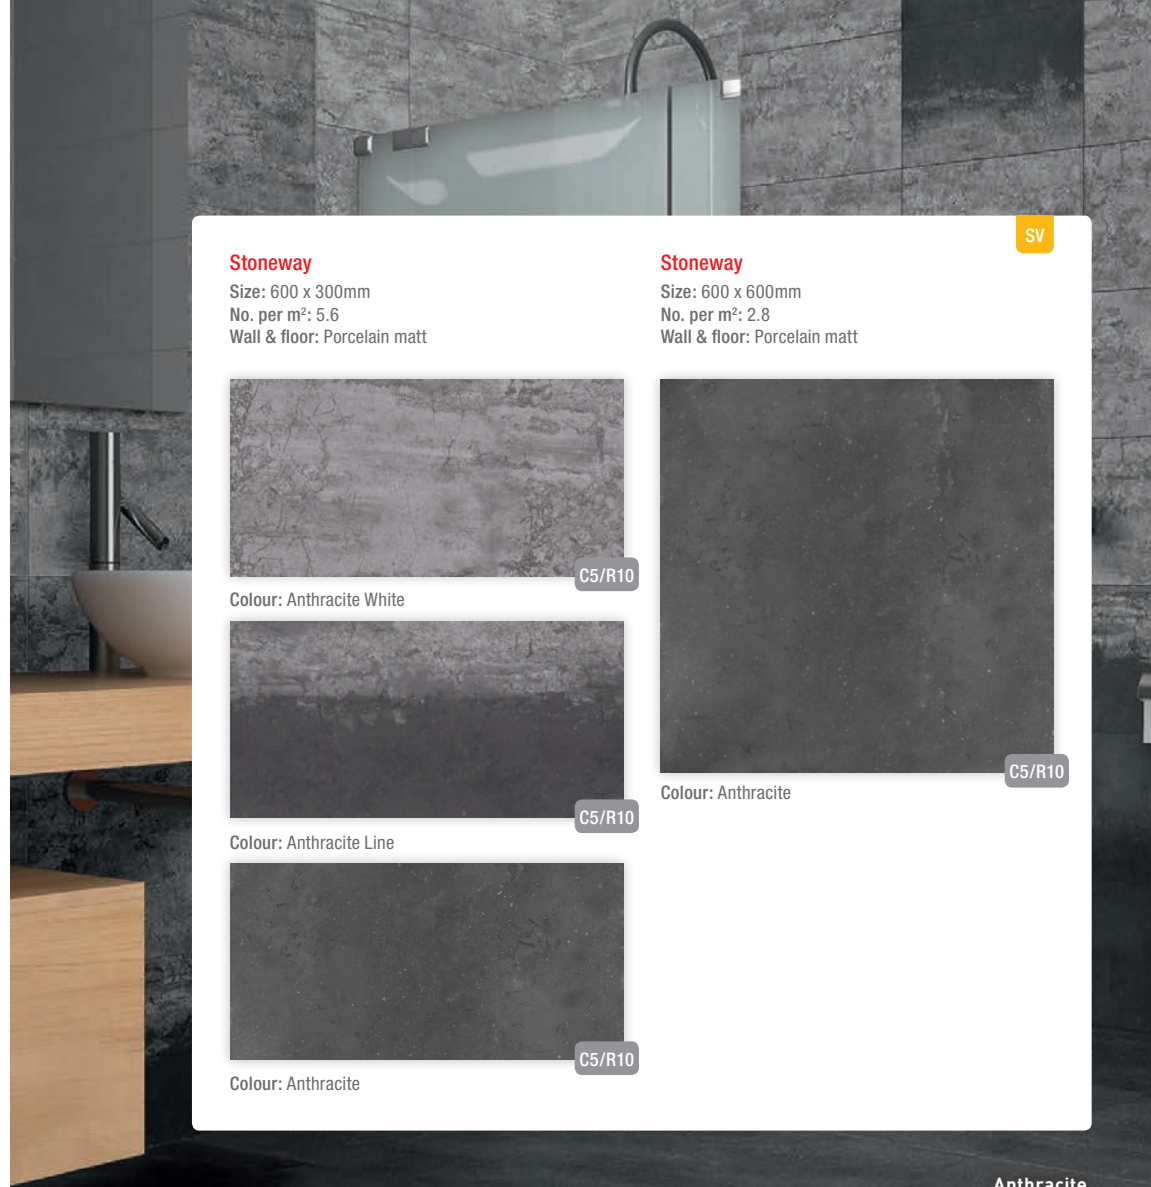 SV
Stoneway
Size: 600 x 300mm
No. per m²: 5.6
Wall & floor: Porcelain matt
C5/R10
Colour: Anthracite White
C5/R10
Colour: Anthracite Line
C5/R10
Colour: Anthracite
Stoneway
Size: 600 x 600mm
No. per m²: 2.8
Wall & floor: Porcelain matt
C5/R10
Colour: Anthracite
Anthracite